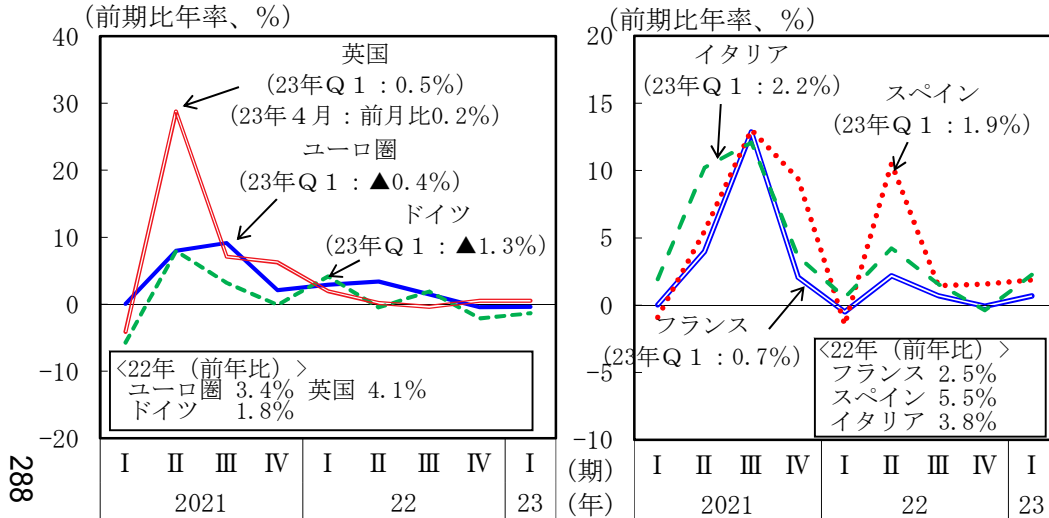 (前期比年率、%)
40
30
20
10
0
-10
-20
英国
(23年Q1:0.5%)
(23年4月:前月比0.2%)
ユーロ圏
(23年Q1:▲0.4%)
ドイツ
(23年Q1:▲1.3%)
<22年(前年比)>
ユーロ圏 3.4% 英国 4.1%
ドイツ 1.8%
Ⅰ Ⅱ Ⅲ Ⅳ Ⅰ Ⅱ Ⅲ Ⅳ Ⅰ (期)
2021 22 23 (年)
(前期比年率、%)
20
15
10
5
0
-5
-10
イタリア
(23年Q1:2.2%)
スペイン
(23年Q1:1.9%)
フランス
(23年Q1:0.7%)
<22年(前年比)>
フランス 2.5%
スペイン 5.5%
イタリア 3.8%
Ⅰ Ⅱ Ⅲ Ⅳ Ⅰ Ⅱ Ⅲ Ⅳ Ⅰ
2021 22 23
288